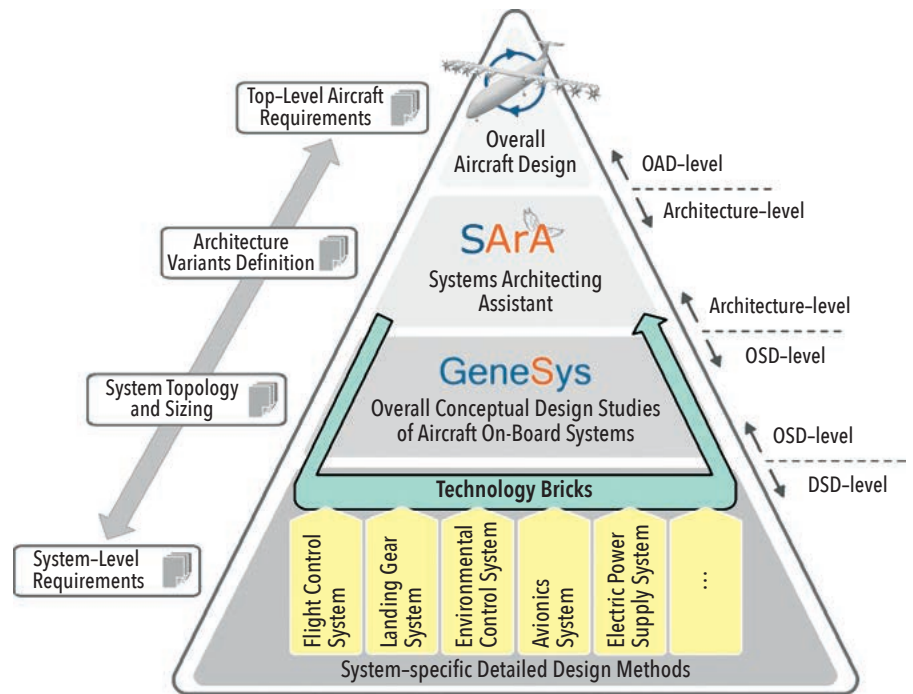 Top-Level Aircraft
Requirements
Overall
Aircraft Design
OAD-level
Architecture-level
Architecture
Variants Definition
SArA
Systems Architecting
Assistant
Architecture-level
OSD-level
System Topology
and Sizing
GeneSys
Overall Conceptual Design Studies
of Aircraft On-Board Systems
OSD-level
DSD-level
Technology Bricks
System-Level
Requirements
Flight Control
System
Landing Gear
System
Environmental
Control System
Avionics
System
Electric Power
Supply System
...
System-specific Detailed Design Methods